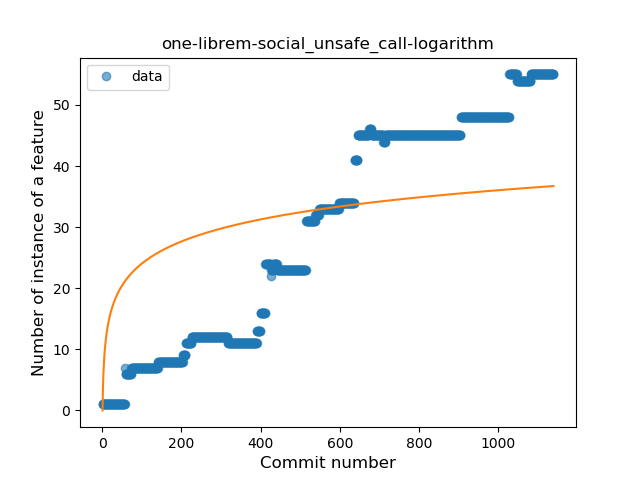 one-librem-social_unsafe_call-logarithm
data
Number of instance of a feature
50
40
30
20
10
0
0 200 400 600 800 1000
Commit number